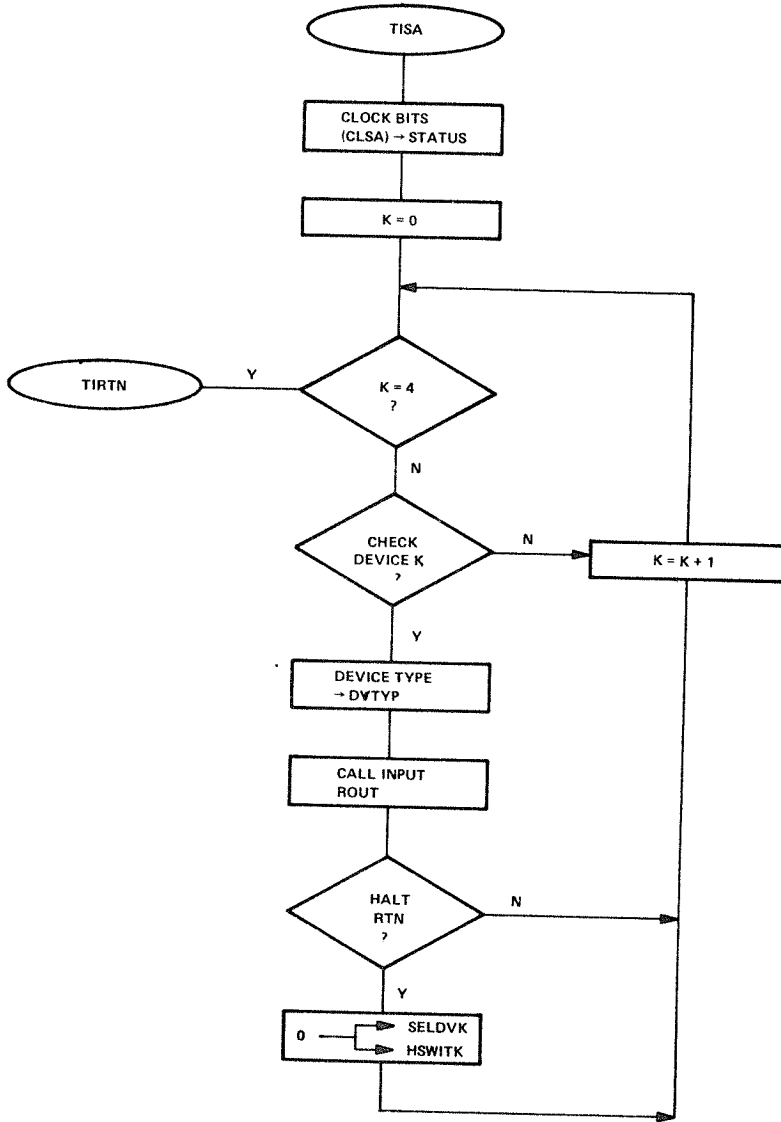 TISA
CLOCK BITS
(CLSA) → STATUS
K = 0
K = 4
?
Y
TIRTN
N
CHECK
DEVICE K
?
N
K = K + 1
Y
DEVICE TYPE
→ DVTYP
CALL INPUT
ROUT
HALT
RTN
?
N
Y
0
SELDVK
HSWITK